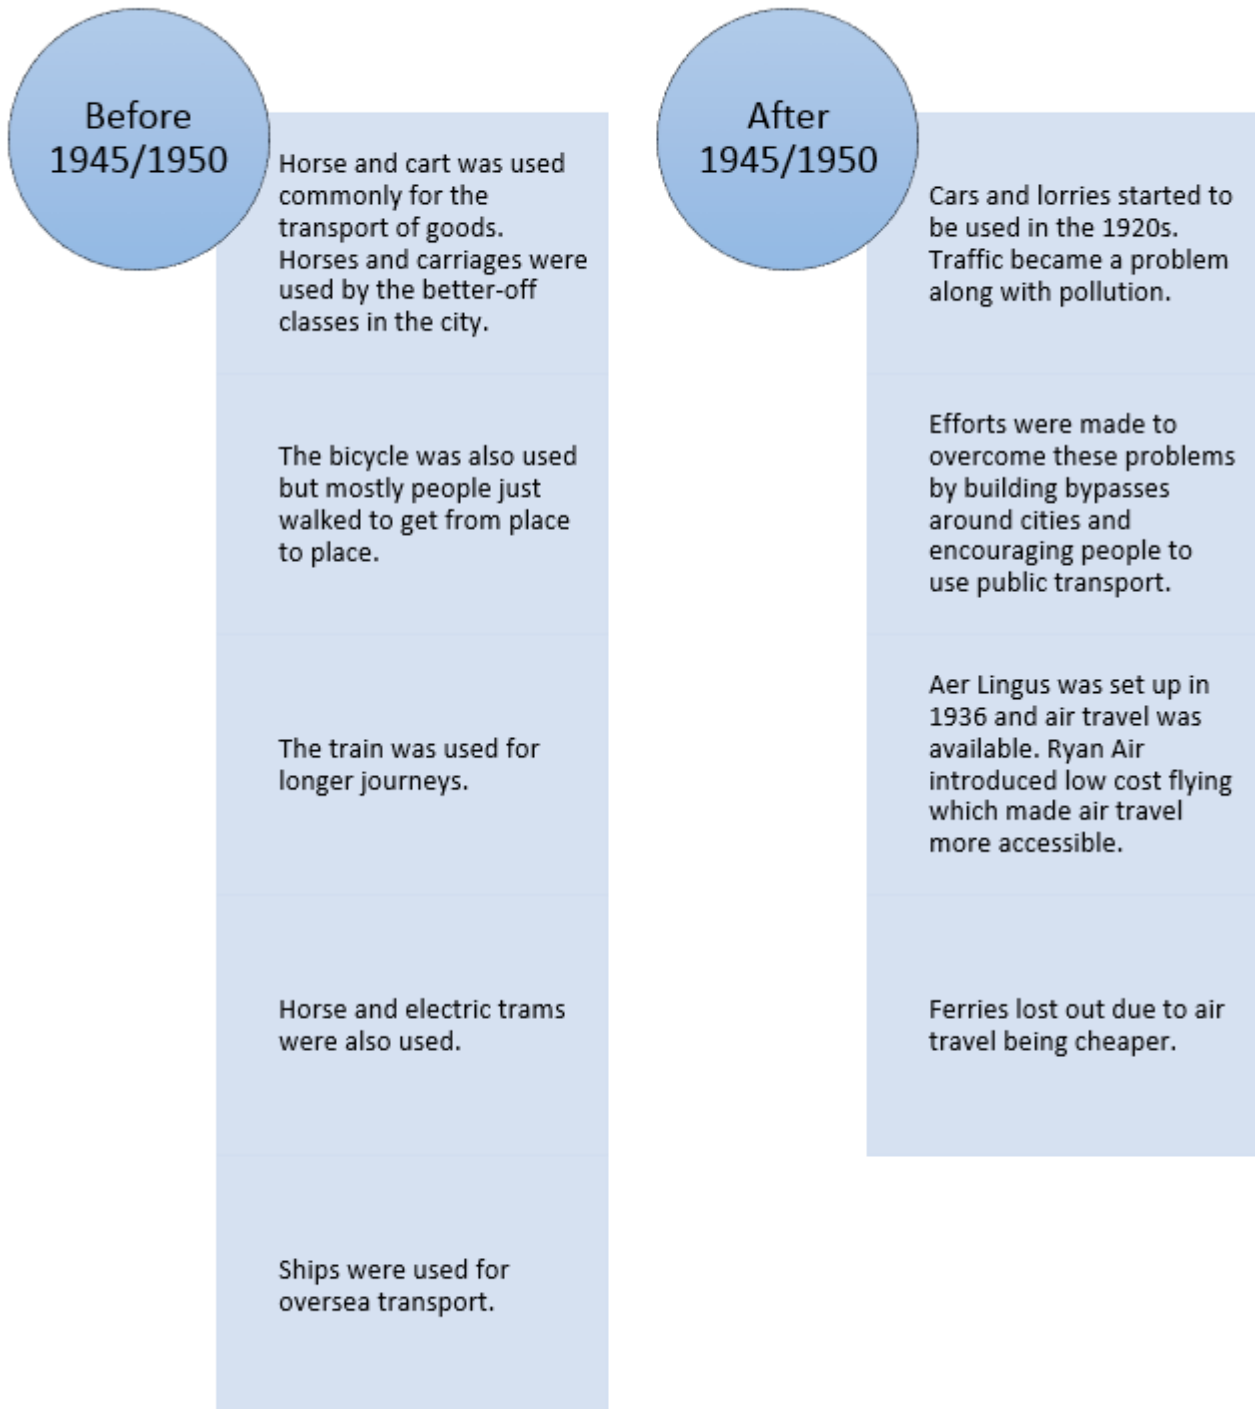 Before
1945/1950
Horse and cart was used
commonly for the
transport of goods.
Horses and carriages were
used by the better-off
classes in the city.
The bicycle was also used
but mostly people just
walked to get from place
to place.
The train was used for
longer journeys.
Horse and electric trams
were also used.
Ships were used for
oversea transport.
After
1945/1950
Cars and lorries started to
be used in the 1920s.
Traffic became a problem
along with pollution.
Efforts were made to
overcome these problems
by building bypasses
around cities and
encouraging people to
use public transport.
Aer Lingus was set up in
1936 and air travel was
available. Ryan Air
introduced low cost flying
which made air travel
more accessible.
Ferries lost out due to air
travel being cheaper.